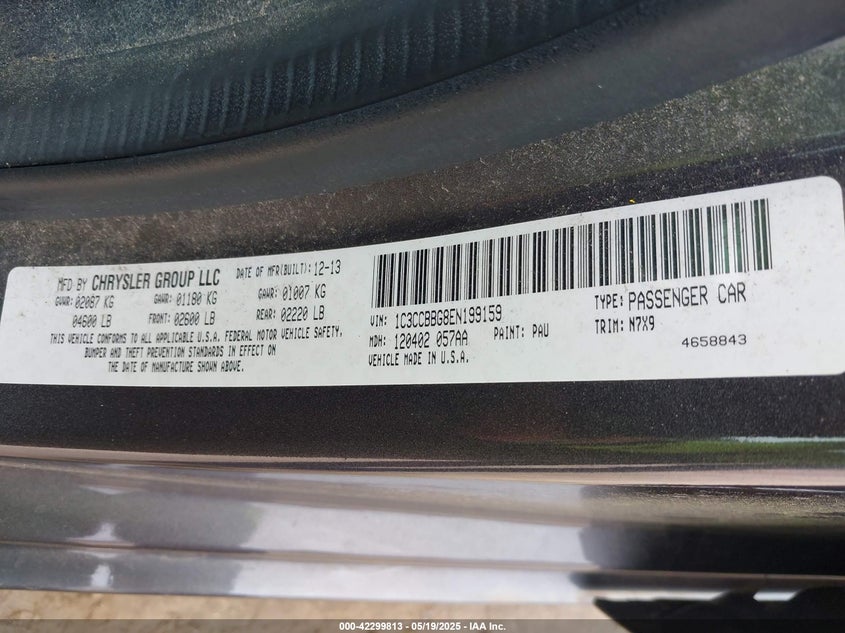 MFD BY CHRYSLER GROUP LLC DATE OF MFR(BUILT):12-13
GVWR:02087 KG GAWR:01180 KG GAWR:01007 KG
04600 LB FRONT:02600 LB REAR:02220 LB
THIS VEHICLE CONFORMS TO ALL APPLICABLE U.S.A. FEDERAL MOTOR VEHICLE SAFETY,
BUMPER AND THEFT PREVENTION STANDARDS IN EFFECT ON
THE DATE OF MANUFACTURE SHOWN ABOVE.
VIN: 1C3CCBBG8EN199159 TYPE: PASSENGER CAR
MDH: 120402 057AA PAINT: PAU TRIM: N7X9
VEHICLE MADE IN U.S.A. 4658843
000-42299813 - 05/19/2025 - IAA Inc.